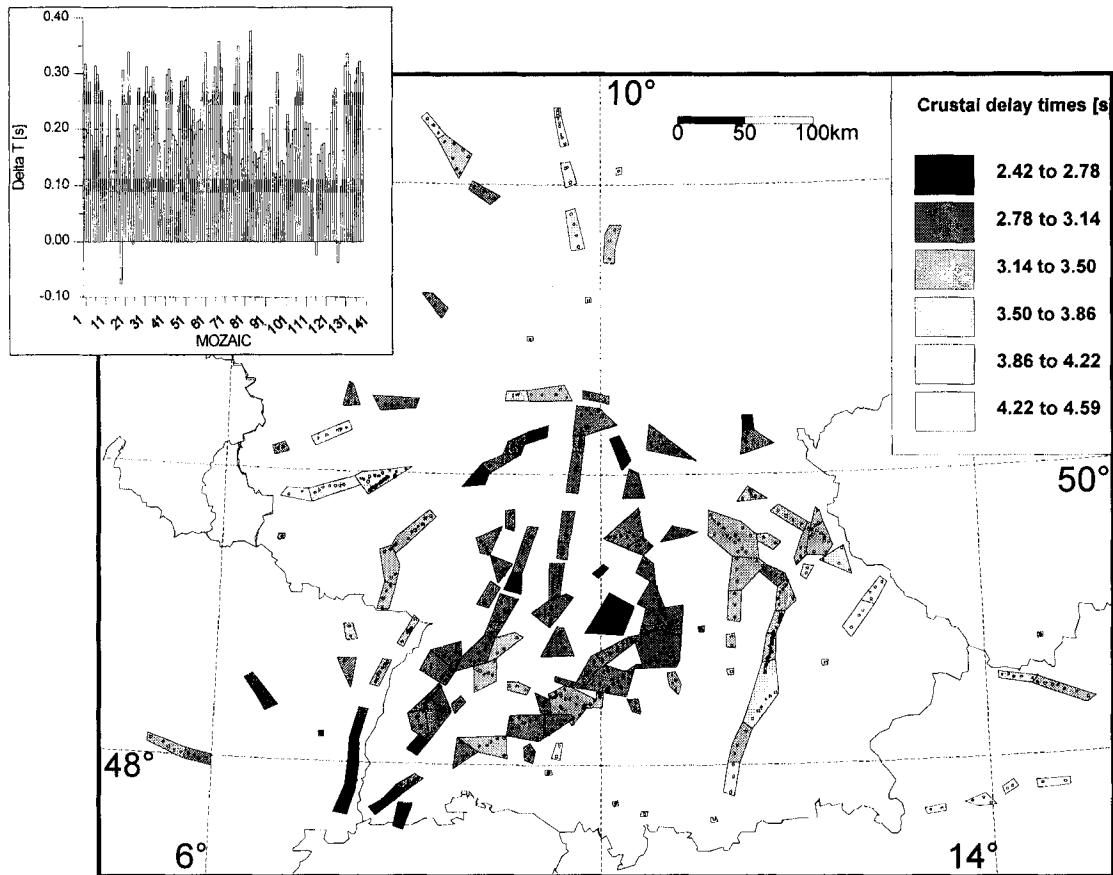 0.40
0.30
0.20
0.10
0.00
-0.10
Delta T [s]
1
11
21
31
41
51
61
71
81
91
101
111
121
131
141
MOZAIC
10°
0 50 100km
Crustal delay times [s]
2.42 to 2.78
2.78 to 3.14
3.14 to 3.50
3.50 to 3.86
3.86 to 4.22
4.22 to 4.59
50°
48°
6°
14°